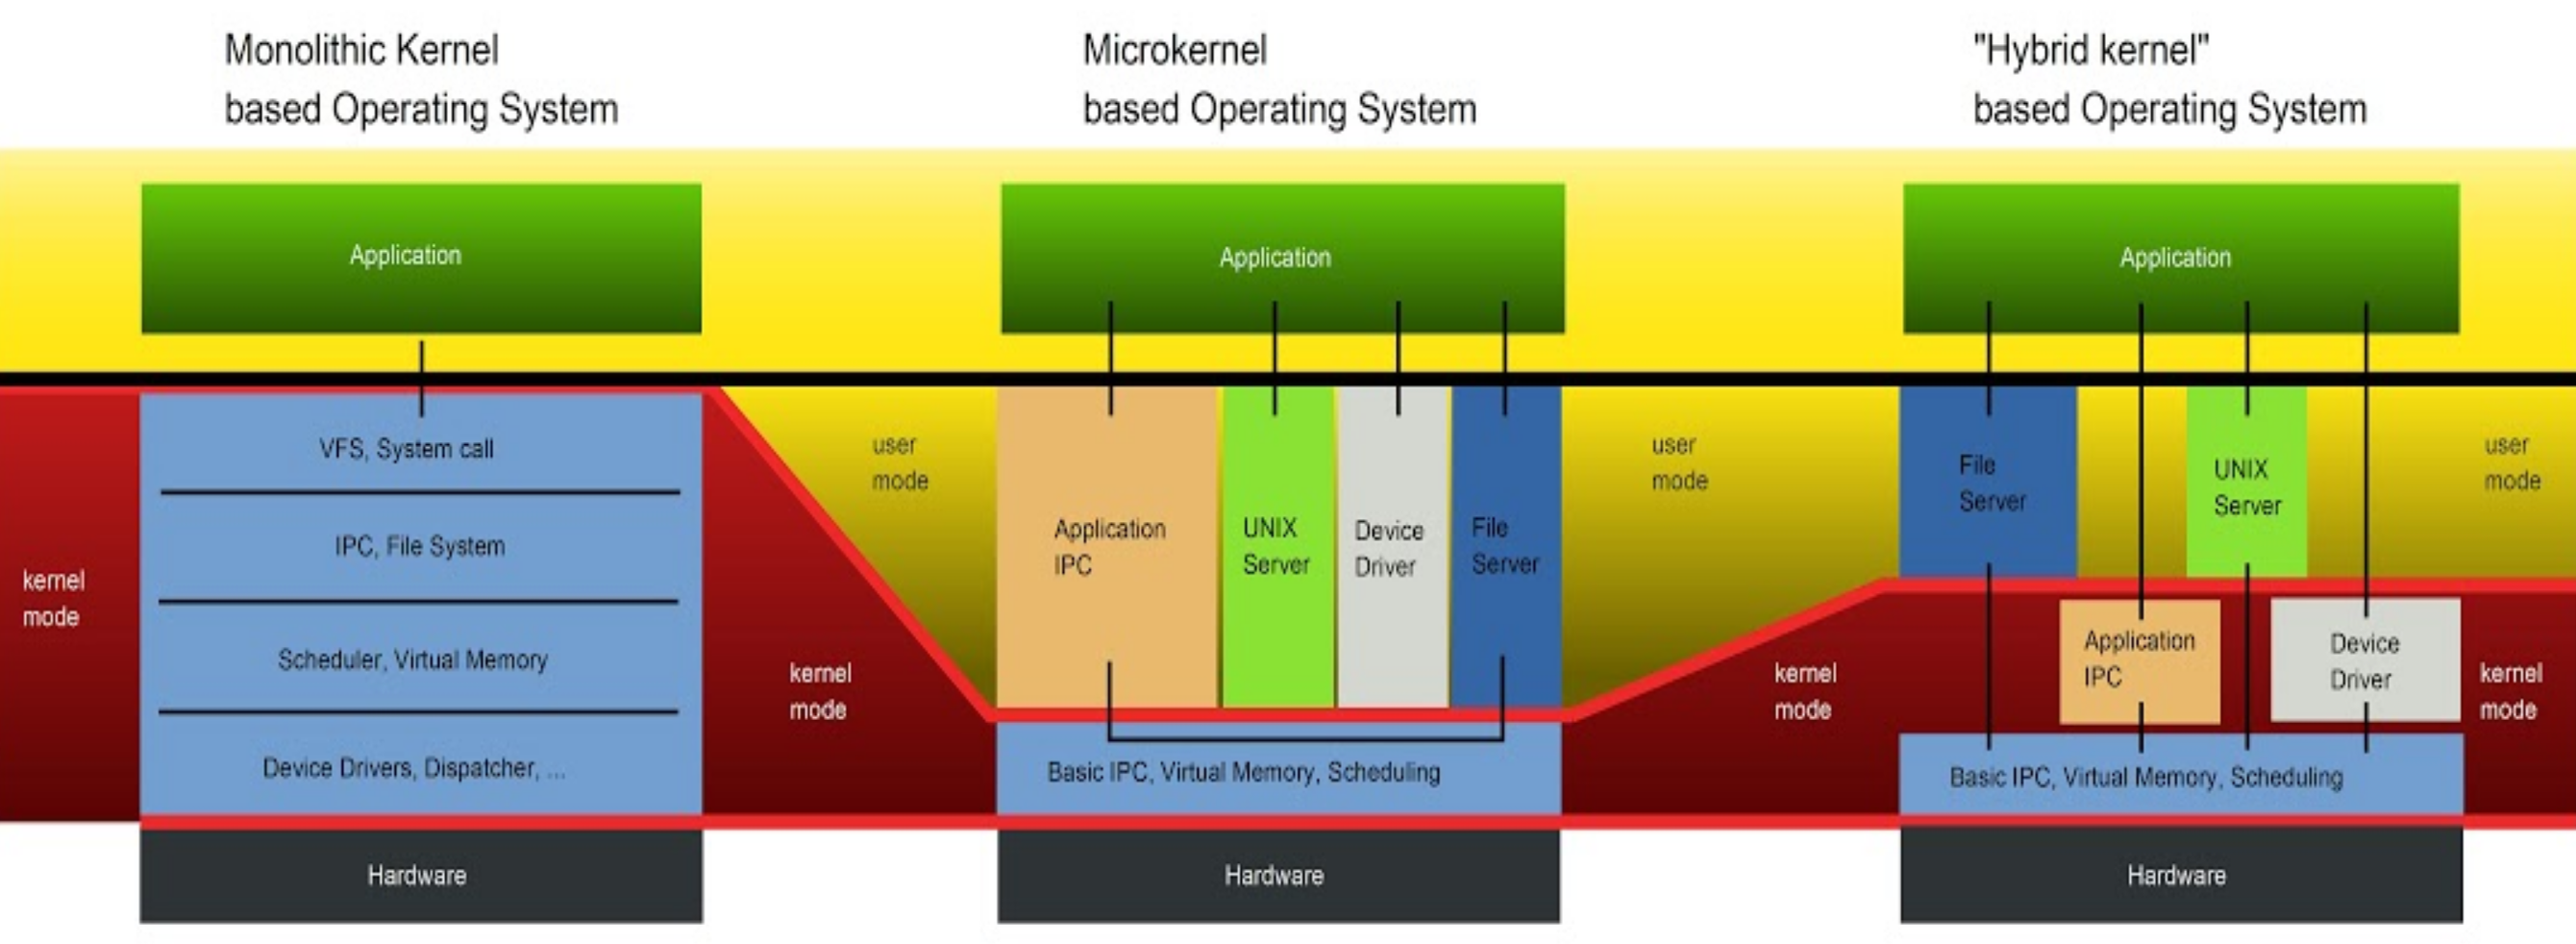 Monolithic Kernel
based Operating System
Microkernel
based Operating System
"Hybrid kernel"
based Operating System
Application
Application
Application
VFS, System call
IPC, File System
Scheduler, Virtual Memory
Device Drivers, Dispatcher, ...
kernel
mode
kernel
mode
user
mode
Application
IPC
UNIX
Server
Device
Driver
File
Server
Basic IPC, Virtual Memory, Scheduling
user
mode
kernel
mode
File
Server
UNIX
Server
user
mode
Application
IPC
Device
Driver
kernel
mode
Basic IPC, Virtual Memory, Scheduling
Hardware
Hardware
Hardware